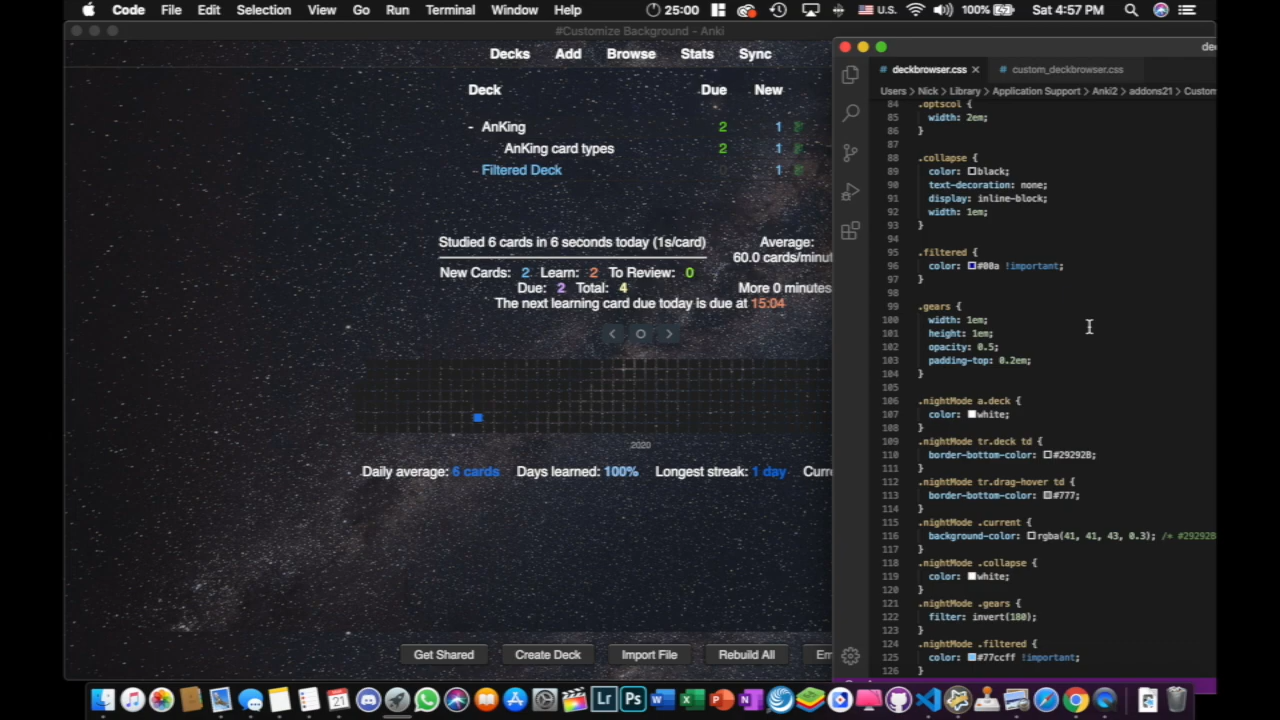 Code File Edit Selection View Go Run Terminal Window Help 25:00 U.S. 100% Sat 4:57 PM
#Customize Background - Anki
Decks Add Browse Stats Sync
Deck Due New
- AnKing 2 1
AnKing card types 2 1
Filtered Deck 0 1
Studied 6 cards in 6 seconds today (1s/card)
New Cards: 2 Learn: 2 To Review: 0
Due: 2 Total: 4
Average:
60.0 cards/minut
More 0 minutes
The next learning card due today is due at 15:04
2020
Daily average: 6 cards Days learned: 100% Longest streak: 1 day Curre
Get Shared Create Deck Import File Rebuild All Em
de
# deckbrowser.css # custom_deckbrowser.css
Users > Nick > Library > Application Support > Anki2 > addons21 > Custom
84 .optscol {
85 width: 2em;
86 }
87
88 .collapse {
89 color: black;
90 text-decoration: none;
91 display: inline-block;
92 width: 1em;
93 }
94
95 .filtered {
96 color: #00a !important;
97 }
98
99 .gears {
100 width: 1em;
101 height: 1em;
102 opacity: 0.5;
103 padding-top: 0.2em;
104 }
105
106 .nightMode a.deck {
107 color: white;
108 }
109 .nightMode tr.deck td {
110 border-bottom-color: #29292B;
111 }
112 .nightMode tr.drag-hover td {
113 border-bottom-color: #777;
114 }
115 .nightMode .current {
116 background-color: rgba(41, 41, 43, 0.3); /* #29292B
117 }
118 .nightMode .collapse {
119 color: white;
120 }
121 .nightMode .gears {
122 filter: invert(180);
123 }
124 .nightMode .filtered {
125 color: #77ccff !important;
126 }
21
Lr Ps